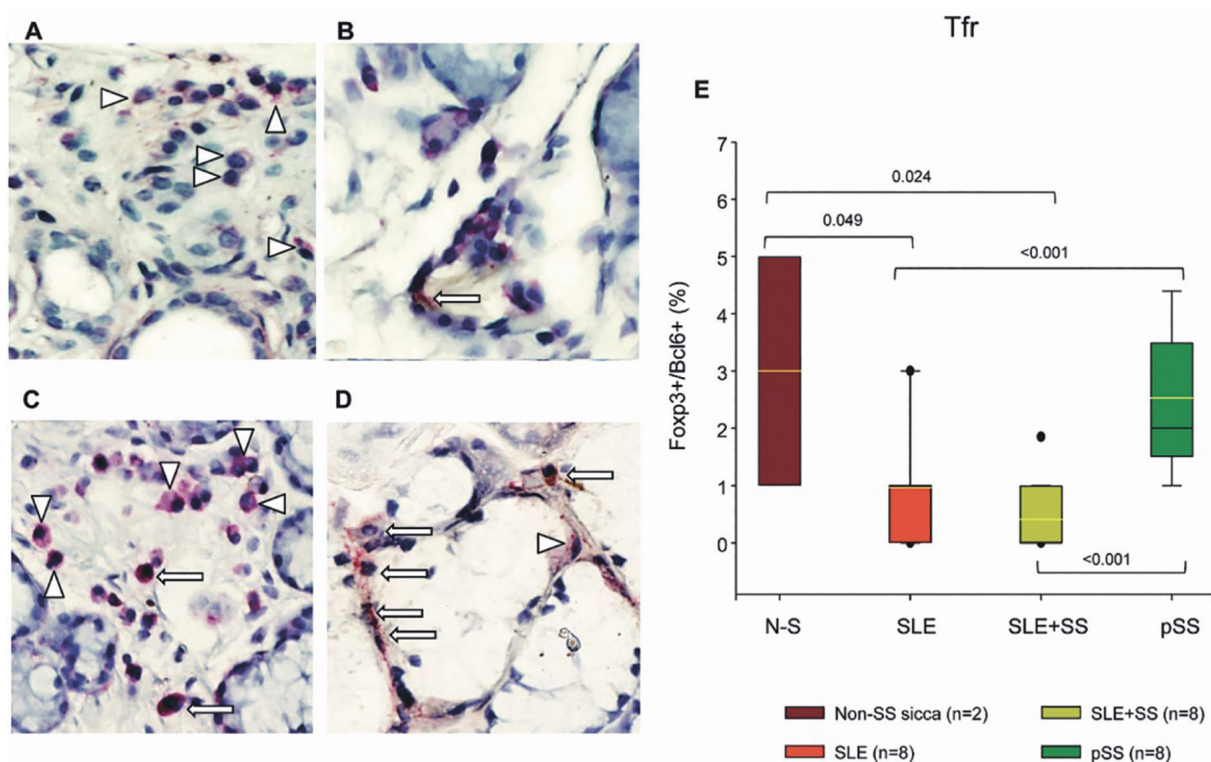 A
B
C
D
Tfr
E
Foxp3+/Bcl6+ (%)
7
6
5
4
3
2
1
0
0.024
0.049
<0.001
<0.001
N-S
SLE
SLE+SS
pSS
Non-SS sicca (n=2)
SLE+SS (n=8)
SLE (n=8)
pSS (n=8)